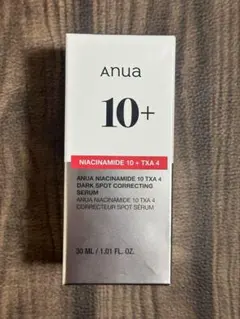 Anua
10+
NIACINAMIDE 10 + TXA 4
ANUA NIACINAMIDE 10 TXA 4
DARK SPOT CORRECTING
SERUM
ANUA NIACINAMIDE 10 TXA 4
CORRECTEUR SPOT SÉRUM
30 ML / 1.01 FL. OZ.